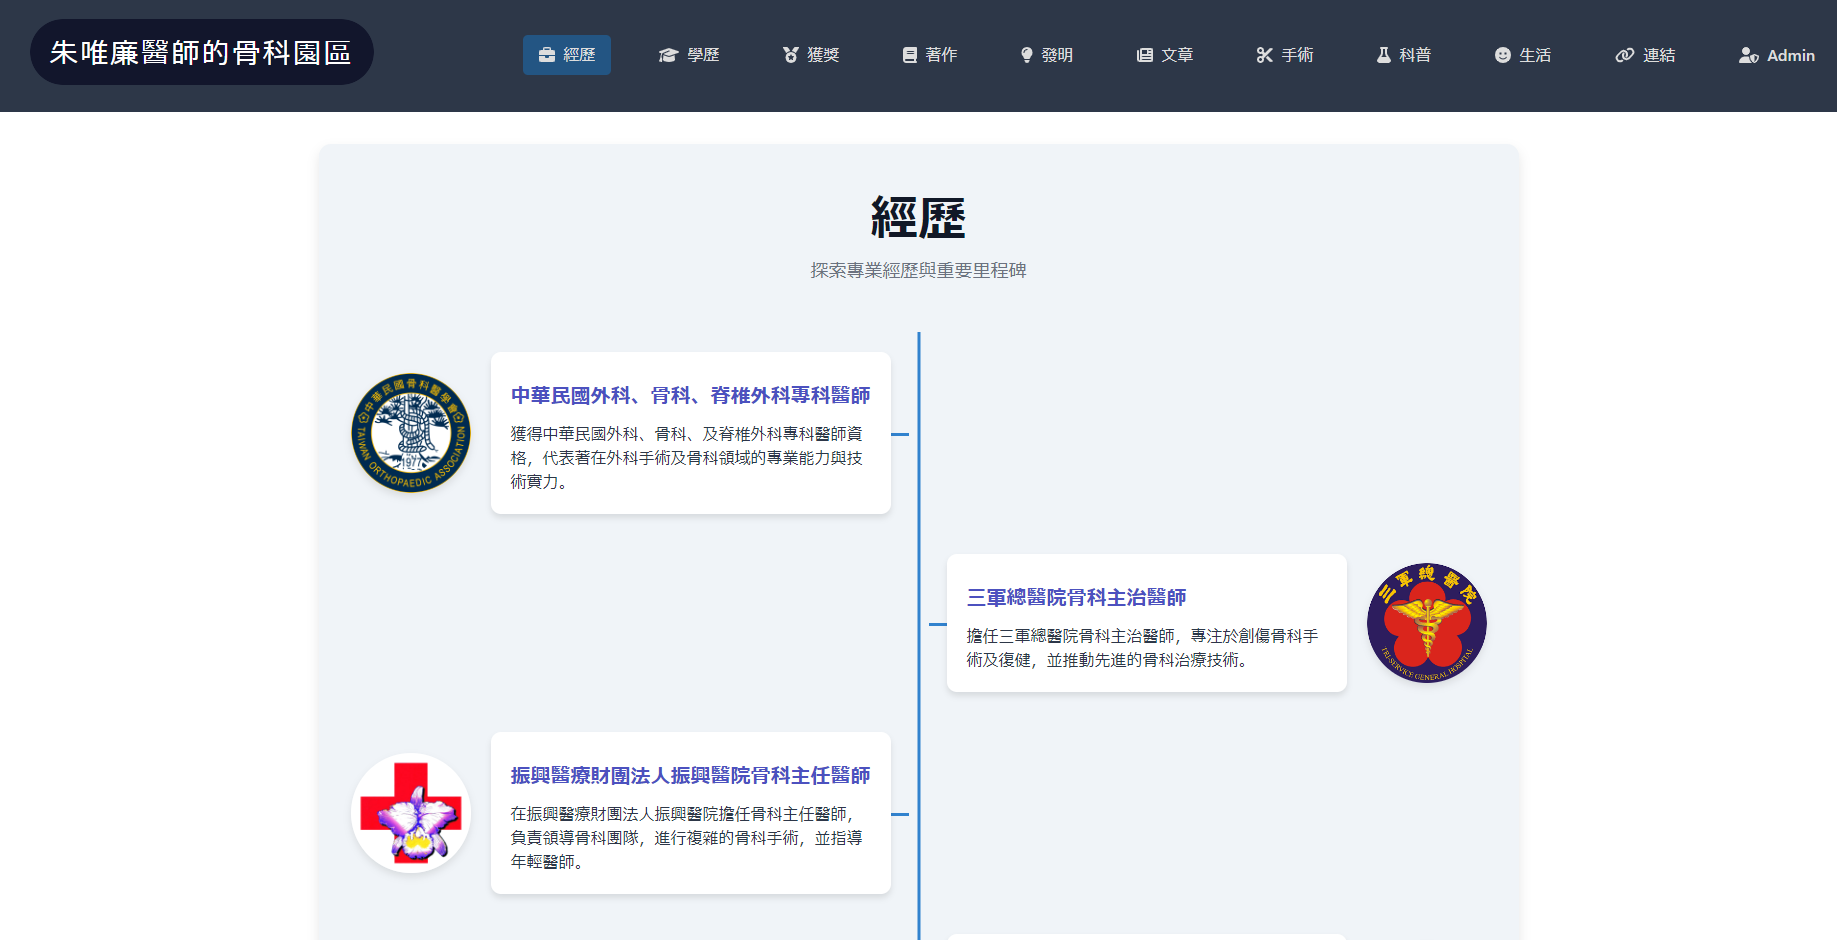 朱唯廉醫師的骨科園區
經歷
學歷
獲獎
著作
發明
文章
手術
科普
生活
連結
Admin
經歷
探索專業經歷與重要里程碑
中華民國骨科醫學會
TAIWAN ORTHOPAEDIC ASSOCIATION
1977
中華民國外科、骨科、脊椎外科專科醫師
獲得中華民國外科、骨科、及脊椎外科專科醫師資
格，代表著在外科手術及骨科領域的專業能力與技
術實力。
三軍總醫院骨科主治醫師
擔任三軍總醫院骨科主治醫師，專注於創傷骨科手
術及復健，並推動先進的骨科治療技術。
三軍總醫院
TRI-SERVICE GENERAL HOSPITAL
振興醫療財團法人振興醫院骨科主任醫師
在振興醫療財團法人振興醫院擔任骨科主任醫師，
負責領導骨科團隊，進行複雜的骨科手術，並指導
年輕醫師。